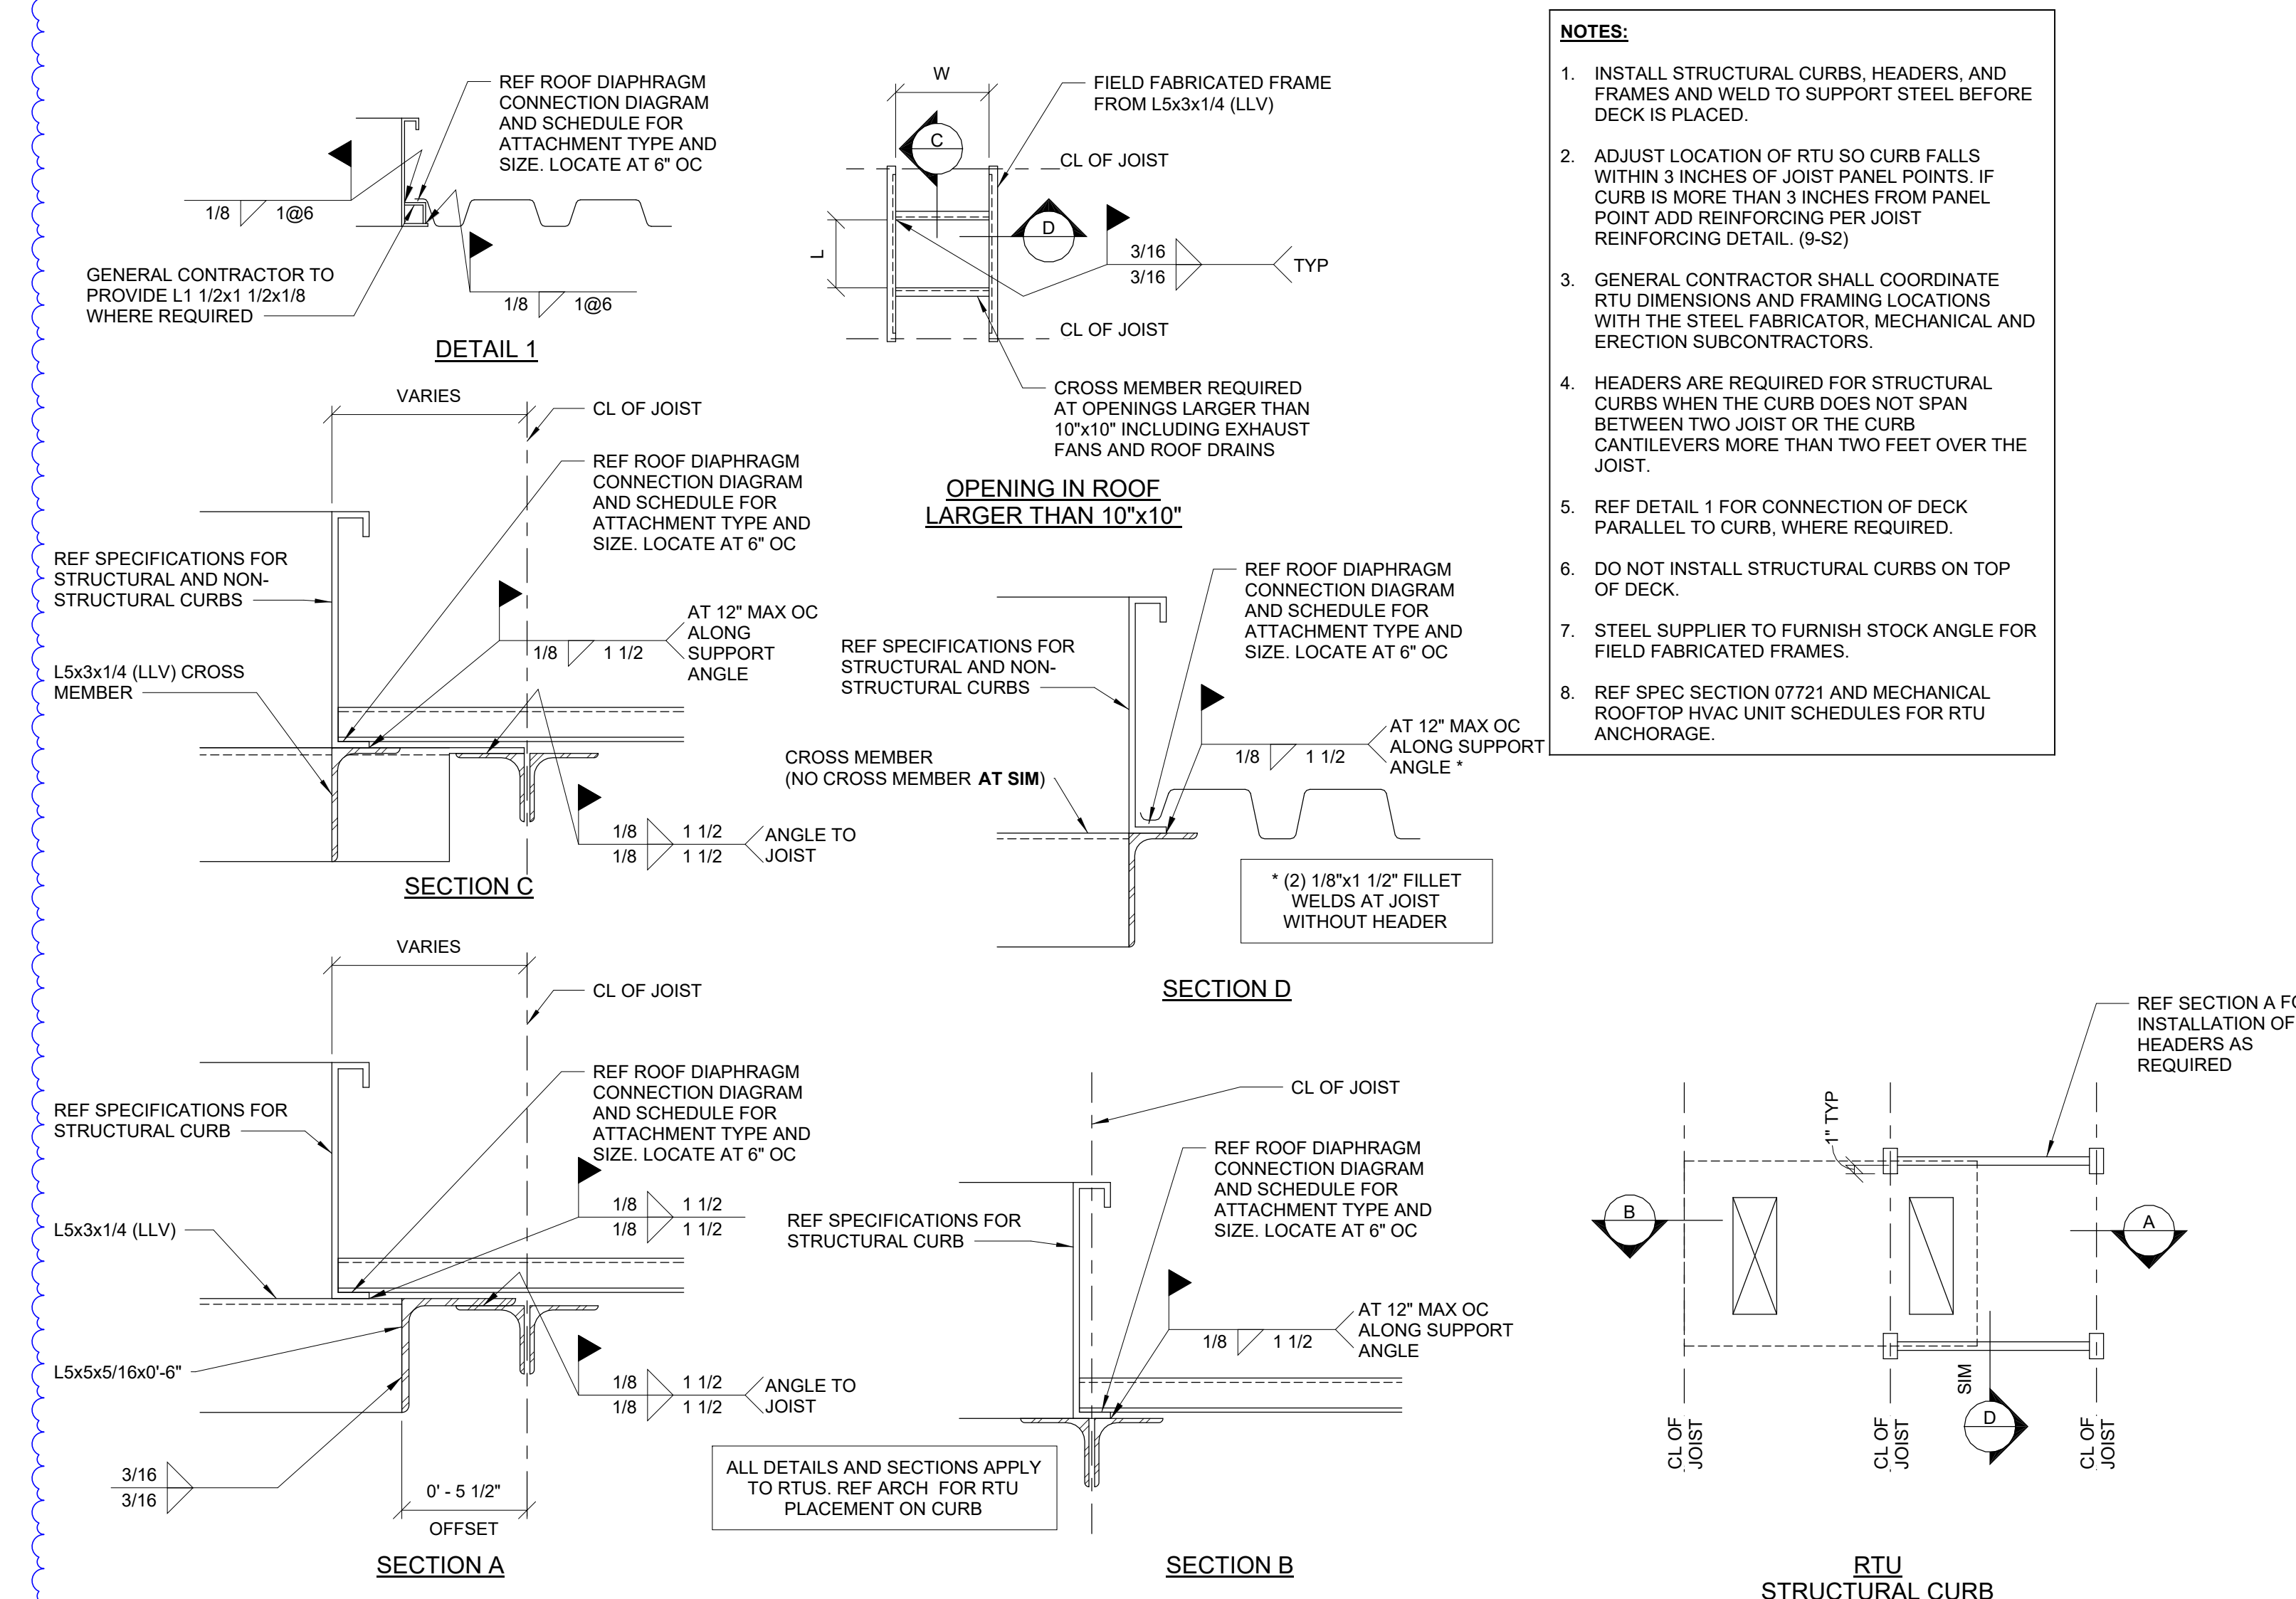 REF ROOF DIAPHRAGM
CONNECTION DIAGRAM
AND SCHEDULE FOR
ATTACHMENT TYPE AND
SIZE. LOCATE AT 6" OC
1/8 1@6
GENERAL CONTRACTOR TO
PROVIDE L1 1/2x1 1/2x1/8
WHERE REQUIRED
1/8 1@6
DETAIL 1
W
FIELD FABRICATED FRAME
FROM L5x3x1/4 (LLV)
C
CL OF JOIST
D
L
3/16
3/16
TYP
CL OF JOIST
CROSS MEMBER REQUIRED
AT OPENINGS LARGER THAN
10"x10" INCLUDING EXHAUST
FANS AND ROOF DRAINS
OPENING IN ROOF
LARGER THAN 10"x10"
NOTES:
1. INSTALL STRUCTURAL CURBS, HEADERS, AND
FRAMES AND WELD TO SUPPORT STEEL BEFORE
DECK IS PLACED.
2. ADJUST LOCATION OF RTU SO CURB FALLS
WITHIN 3 INCHES OF JOIST PANEL POINTS. IF
CURB IS MORE THAN 3 INCHES FROM PANEL
POINT ADD REINFORCING PER JOIST
REINFORCING DETAIL. (9-S2)
3. GENERAL CONTRACTOR SHALL COORDINATE
RTU DIMENSIONS AND FRAMING LOCATIONS
WITH THE STEEL FABRICATOR, MECHANICAL AND
ERECTION SUBCONTRACTORS.
4. HEADERS ARE REQUIRED FOR STRUCTURAL
CURBS WHEN THE CURB DOES NOT SPAN
BETWEEN TWO JOIST OR THE CURB
CANTILEVERS MORE THAN TWO FEET OVER THE
JOIST.
5. REF DETAIL 1 FOR CONNECTION OF DECK
PARALLEL TO CURB, WHERE REQUIRED.
6. DO NOT INSTALL STRUCTURAL CURBS ON TOP
OF DECK.
7. STEEL SUPPLIER TO FURNISH STOCK ANGLE FOR
FIELD FABRICATED FRAMES.
8. REF SPEC SECTION 07721 AND MECHANICAL
ROOFTOP HVAC UNIT SCHEDULES FOR RTU
ANCHORAGE.
VARIES
CL OF JOIST
REF ROOF DIAPHRAGM
CONNECTION DIAGRAM
AND SCHEDULE FOR
ATTACHMENT TYPE AND
SIZE. LOCATE AT 6" OC
REF SPECIFICATIONS FOR
STRUCTURAL AND NON-
STRUCTURAL CURBS
AT 12" MAX OC
ALONG
SUPPORT
ANGLE
1/8 1 1/2
L5x3x1/4 (LLV) CROSS
MEMBER
1/8 1 1/2
1/8 1 1/2
ANGLE TO
JOIST
SECTION C
REF ROOF DIAPHRAGM
CONNECTION DIAGRAM
AND SCHEDULE FOR
ATTACHMENT TYPE AND
SIZE. LOCATE AT 6" OC
REF SPECIFICATIONS FOR
STRUCTURAL AND NON-
STRUCTURAL CURBS
AT 12" MAX OC
ALONG SUPPORT
ANGLE *
1/8 1 1/2
CROSS MEMBER
(NO CROSS MEMBER AT SIM)
* (2) 1/8"x1 1/2" FILLET
WELDS AT JOIST
WITHOUT HEADER
SECTION D
VARIES
CL OF JOIST
REF ROOF DIAPHRAGM
CONNECTION DIAGRAM
AND SCHEDULE FOR
ATTACHMENT TYPE AND
SIZE. LOCATE AT 6" OC
REF SPECIFICATIONS FOR
STRUCTURAL CURB
1/8 1 1/2
1/8 1 1/2
L5x3x1/4 (LLV)
L5x5x5/16x0'-6"
1/8 1 1/2
1/8 1 1/2
ANGLE TO
JOIST
3/16
3/16
0' - 5 1/2"
OFFSET
SECTION A
ALL DETAILS AND SECTIONS APPLY
TO RTUS. REF ARCH FOR RTU
PLACEMENT ON CURB
CL OF JOIST
REF ROOF DIAPHRAGM
CONNECTION DIAGRAM
AND SCHEDULE FOR
ATTACHMENT TYPE AND
SIZE. LOCATE AT 6" OC
REF SPECIFICATIONS FOR
STRUCTURAL CURB
AT 12" MAX OC
ALONG SUPPORT
ANGLE
1/8 1 1/2
SECTION B
REF SECTION A
INSTALLATION OF
HEADERS AS
REQUIRED
1" TYP
B
A
SIM
D
CL OF
JOIST
CL OF
JOIST
CL OF
JOIST
RTU
STRUCTURAL CURB